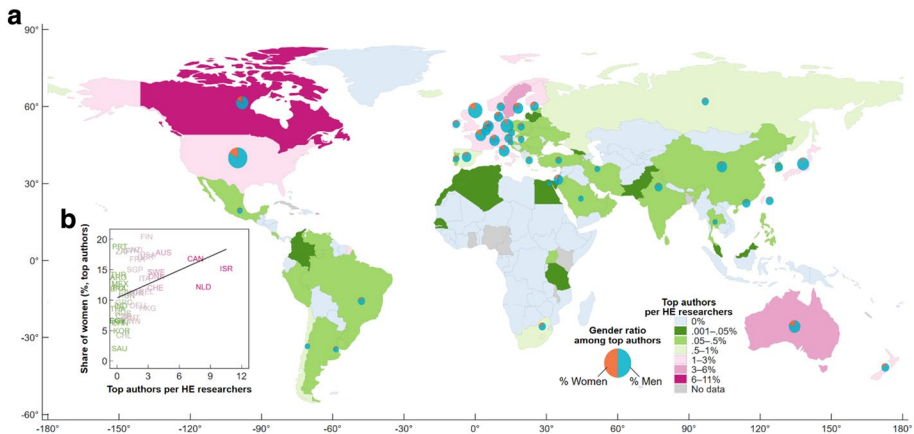 a
90°
60°
30°
0°
-30°
-60°
-180° -150° -120° -90° -60° -30° 0° 30° 60° 90° 120° 150° 180°
b
Share of women (%, top authors)
20
15
10
5
0
0 3 6 9 12
Top authors per HE researchers
FIN
PRT
AUS
CAN
ISR
NLD
SGP
SWE
CHE
HKG
KOR
CHL
SAU
Gender ratio
among top authors
% Women
% Men
Top authors
per HE researchers
0%
.001–.05%
.05–.5%
.5–1%
1–3%
3–6%
6–11%
No data